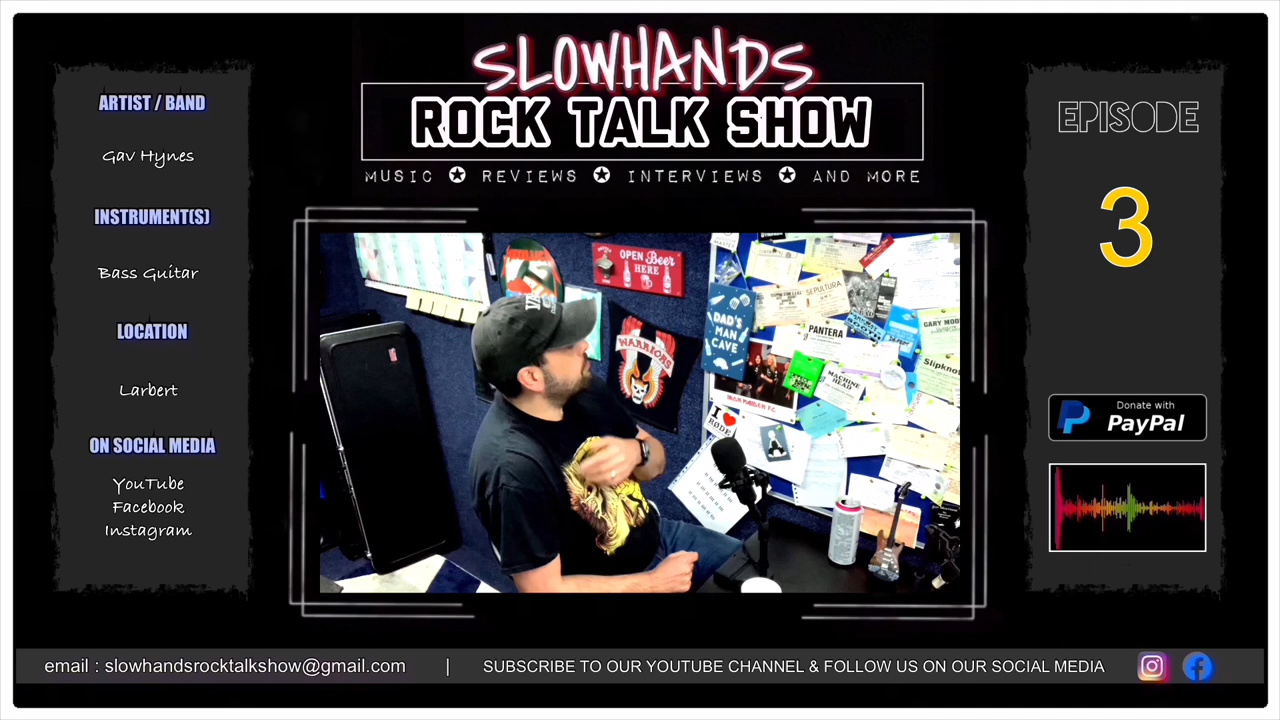 SLOWHANDS
ROCK TALK SHOW
MUSIC ✪ REVIEWS ✪ INTERVIEWS ✪ AND MORE
ARTIST / BAND
Gav Hynes
INSTRUMENT(S)
Bass Guitar
LOCATION
Larbert
ON SOCIAL MEDIA
YouTube
Facebook
Instagram
OPEN Beer
HERE
WARRIORS
DAD'S
MAN
CAVE
SEPULTURA
PANTERA
GARY MOO
Slipkno
MACHINE
HEAD
IRON MAIDEN F.C
I ❤
RØDE
EPISODE
3
Donate with
PayPal
email : slowhandsrocktalkshow@gmail.com | SUBSCRIBE TO OUR YOUTUBE CHANNEL & FOLLOW US ON OUR SOCIAL MEDIA